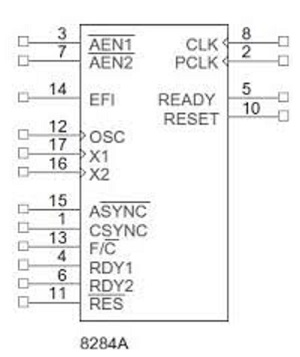 3 AEN1 CLK 8
7 AEN2 PCLK 2
14 EFI READY 5
RESET 10
12 OSC
17 X1
16 X2
15 ASYNC
1 CSYNC
13 F/C
4 RDY1
6 RDY2
11 RES
8284A